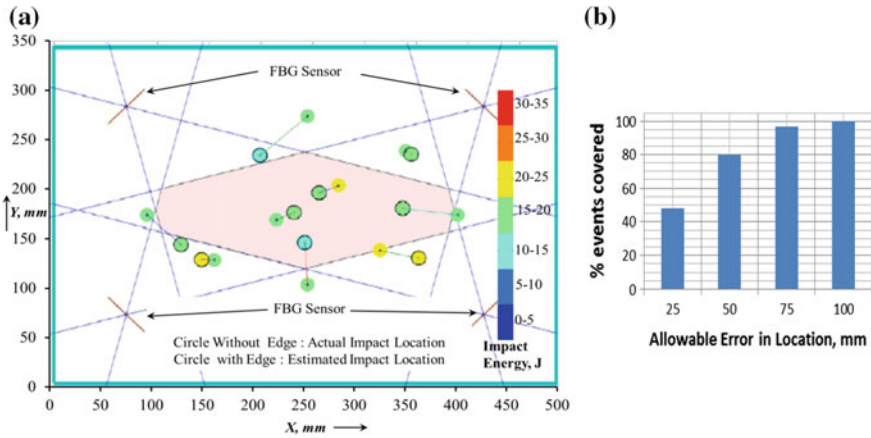 (a)
350
300
250
200
150
100
50
0
Y, mm
0 50 100 150 200 250 300 350 400 450 500
X, mm
FBG Sensor
FBG Sensor
Circle Without Edge : Actual Impact Location
Circle with Edge : Estimated Impact Location
30-35
25-30
20-25
15-20
10-15
5-10
0-5
Impact
Energy, J
(b)
% events covered
100
80
60
40
20
0
25 50 75 100
Allowable Error in Location, mm